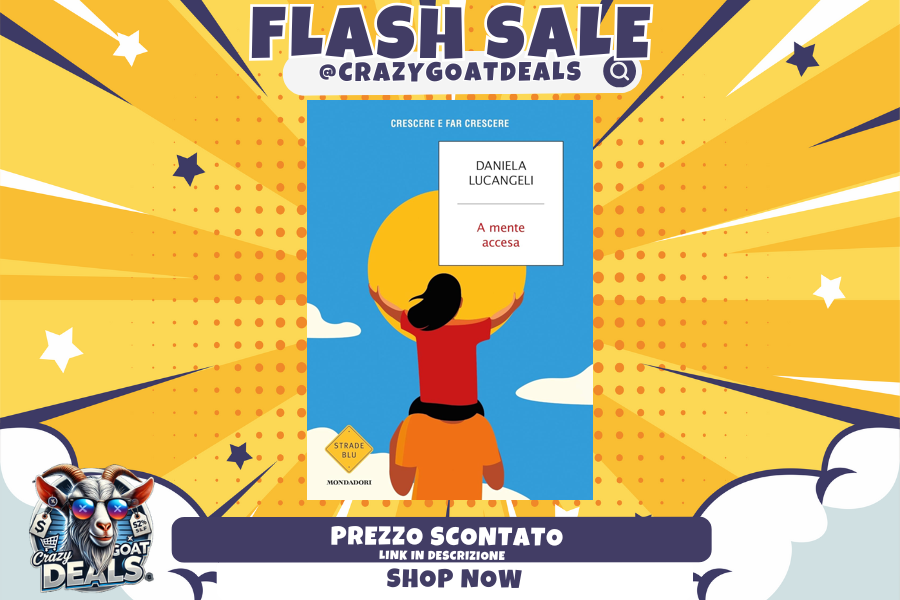 FLASH SALE
@CRAZYGOATDEALS
CRESCERE E FAR CRESCERE
DANIELA
LUCANGELI
A mente
accesa
STRADE
BLU
MONDADORI
$
52%
Crazy
GOAT
DEALS
PREZZO SCONTATO
LINK IN DESCRIZIONE
SHOP NOW